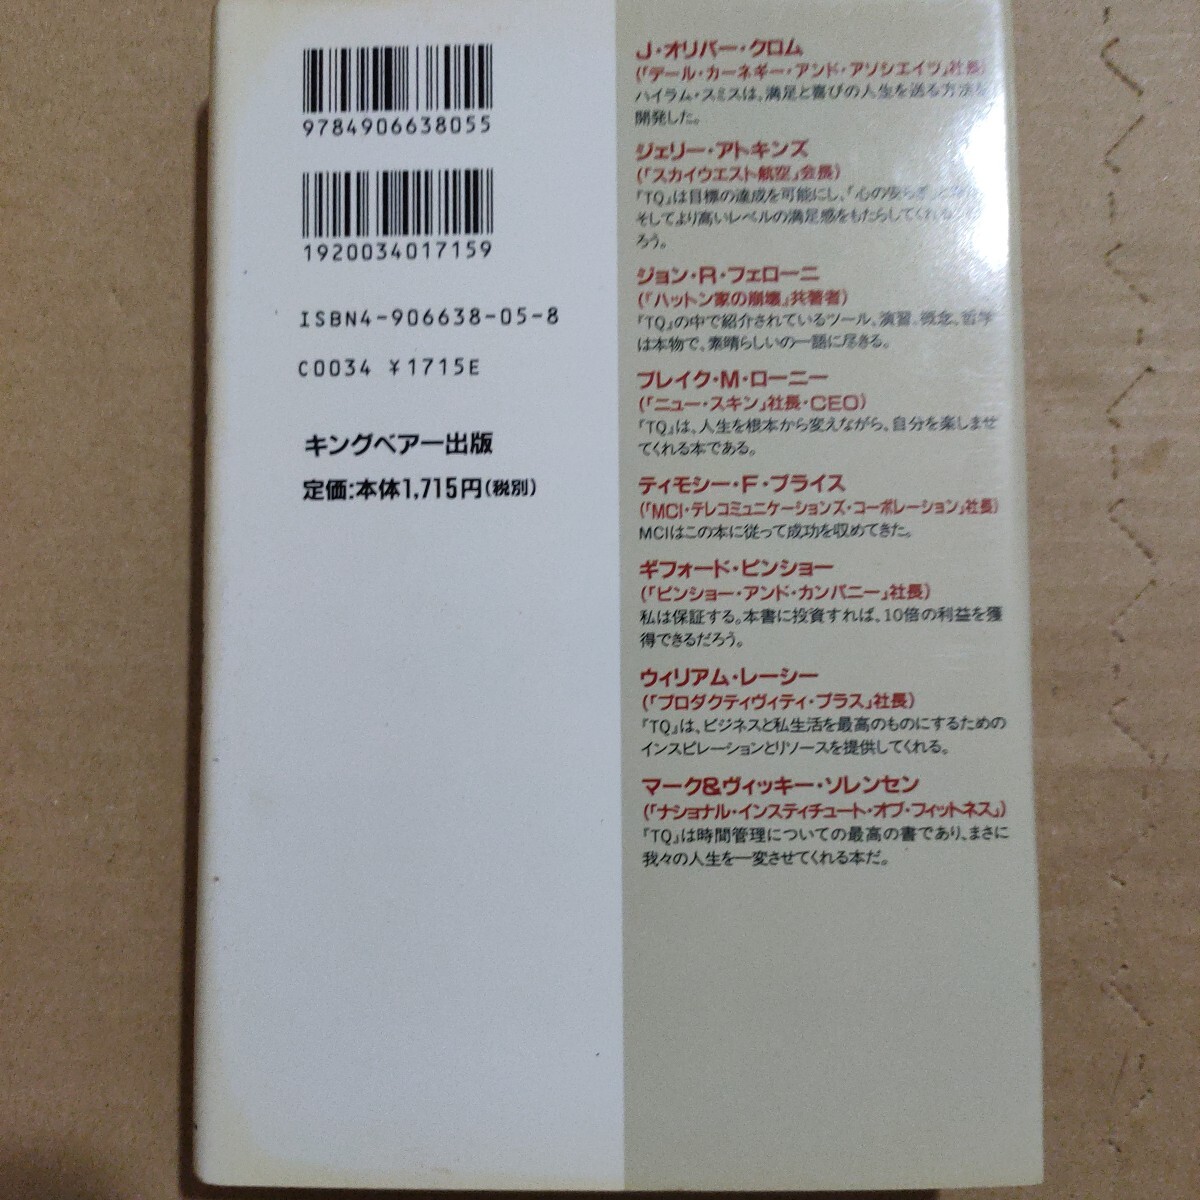 9784906638055
1920034017159
ISBN4-906638-05-8
C0034 ¥1715E
キングベアー出版
定価:本体1,715円(税別)
J・オリバー・クロム
(「デール・カーネギー・アンド・アソシエイツ」社長)
ハイラム・スミスは、満足と喜びの人生を送る方法を
開発した。
ジェリー・アトキンズ
(「スカイウエスト航空」会長)
『TQ』は目標の達成を可能にし、「心の安らぎ」と
そしてより高いレベルの満足感をもたらしてくれる
ろう。
ジョン・R・フェローニ
(『ハットン家の崩壊』共著者)
『TQ』の中で紹介されているツール、演習、概念、哲学
は本物で、素晴らしいの一語に尽きる。
ブレイク・M・ローニー
(「ニュー・スキン」社長・CEO)
『TQ』は、人生を根本から変えながら、自分を楽しませ
てくれる本である。
ティモシー・F・プライス
(「MCI・テレコミュニケーションズ・コーポレーション」社長)
MCIはこの本に従って成功を収めてきた。
ギフォード・ピンショー
(「ピンショー・アンド・カンパニー」社長)
私は保証する。本書に投資すれば、10倍の利益を獲
得できるだろう。
ウィリアム・レーシー
(「プロダクティヴィティ・プラス」社長)
『TQ』は、ビジネスと私生活を最高のものにするための
インスピレーションとリソースを提供してくれる。
マーク&ヴィッキー・ソレンセン
(「ナショナル・インスティチュート・オブ・フィットネス」)
『TQ』は時間管理についての最高の書であり、まさに
我々の人生を一変させてくれる本だ。